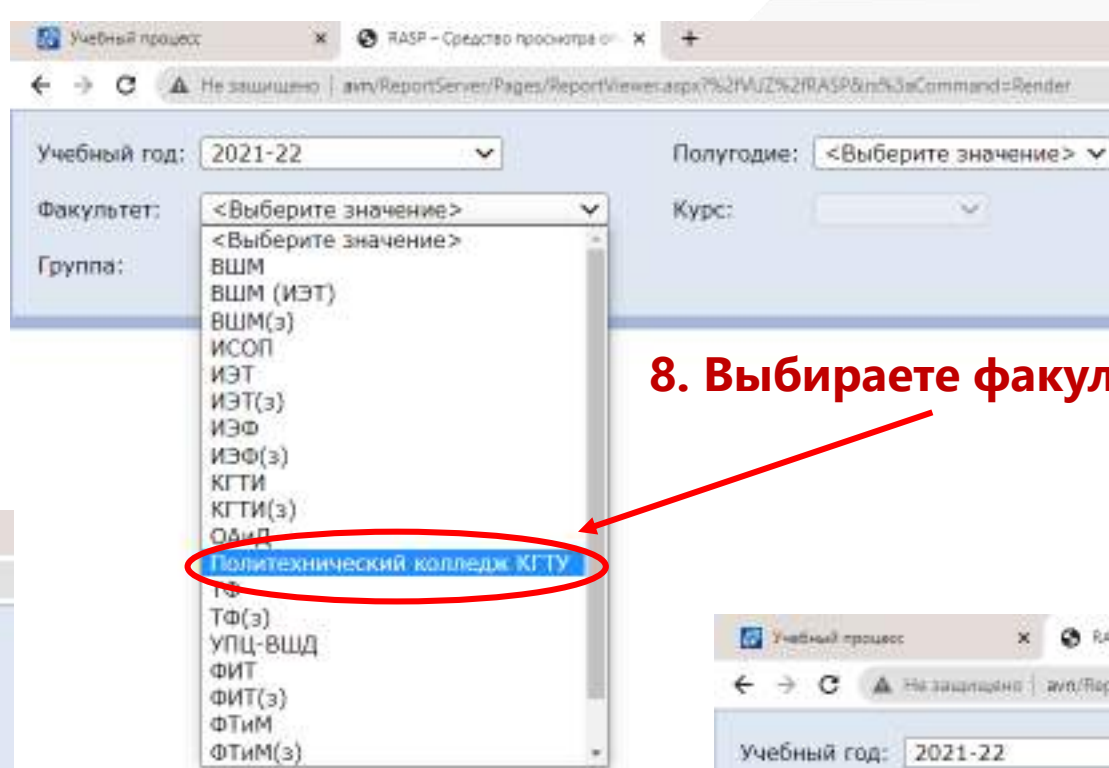 Учебный процесс
RASP – Средство просмотра от
Не защищено | avn/ReportServer/Pages/ReportViewer.aspx?%2fVUZ%2fRASP&rs%3aCommand=Render
Учебный год: 2021-22 Полугодие: <Выберите значение>
Факультет: <Выберите значение> Курс:
<Выберите значение>
Группа:
ВШМ
ВШМ (ИЭТ)
ВШМ(з)
ИСОП
ИЭТ
8. Выбираете факул
ИЭТ(з)
ИЭФ
ИЭФ(з)
КГТИ
КГТИ(з)
ОАиД
Политехнический колледж КГТУ
ТФ
ТФ(з)
УПЦ-ВШД
ФИТ
ФИТ(з)
ФТиМ
ФТиМ(з)
Учебный процесс RA
Не защищено | avn/Rep
Учебный год: 2021-22